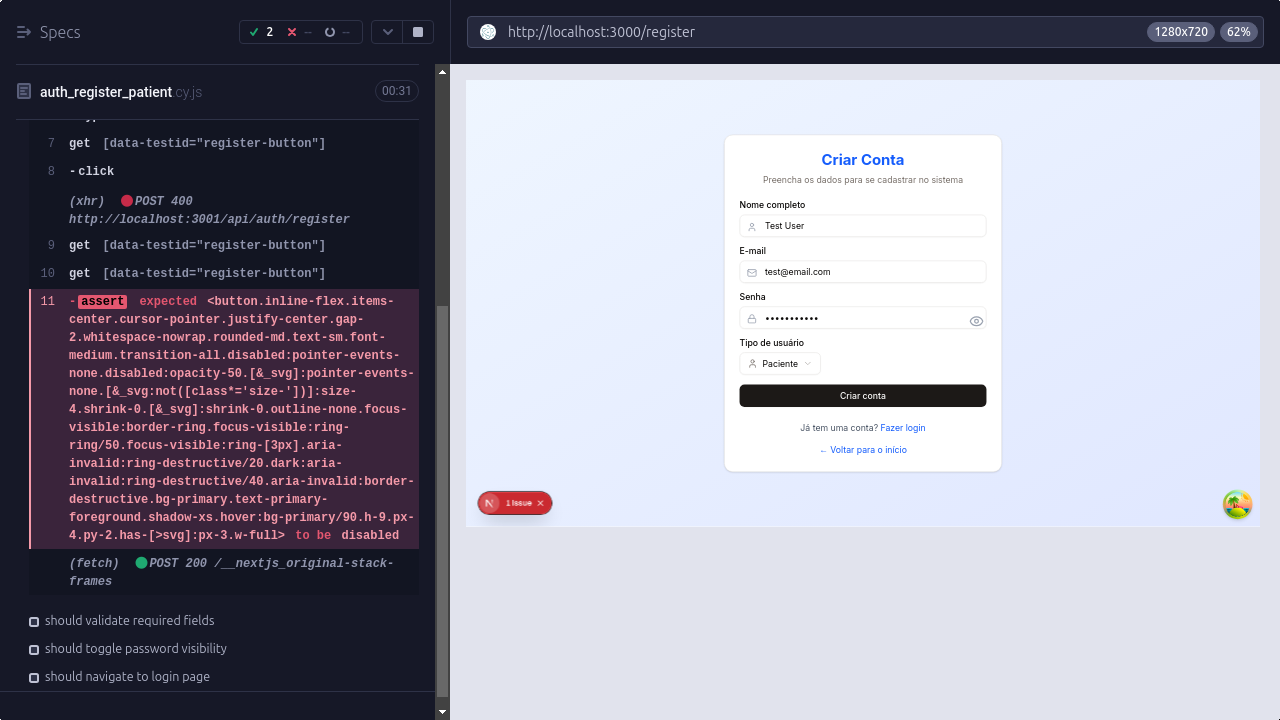 Specs
2
--
--
auth_register_patient.cy.js
00:31
7 get [data-testid="register-button"]
8 -click
(xhr) POST 400
http://localhost:3001/api/auth/register
9 get [data-testid="register-button"]
10 get [data-testid="register-button"]
11 -assert expected <button.inline-flex.items-
center.cursor-pointer.justify-center.gap-
2.whitespace-nowrap.rounded-md.text-sm.font-
medium.transition-all.disabled:pointer-events-
none.disabled:opacity-50.[&_svg]:pointer-events-
none.[&_svg:not([class*='size-'])]:size-
4.shrink-0.[&_svg]:shrink-0.outline-none.focus-
visible:border-ring.focus-visible:ring-
ring/50.focus-visible:ring-[3px].aria-
invalid:ring-destructive/20.dark:aria-
invalid:ring-destructive/40.aria-invalid:border-
destructive.bg-primary.text-primary-
foreground.shadow-xs.hover:bg-primary/90.h-9.px-
4.py-2.has-[>svg]:px-3.w-full> to be disabled
(fetch) POST 200 /__nextjs_original-stack-
frames
should validate required fields
should toggle password visibility
should navigate to login page
http://localhost:3000/register
1280x720
62%
Criar Conta
Preencha os dados para se cadastrar no sistema
Nome completo
Test User
E-mail
test@email.com
Senha
•••••••••••
Tipo de usuário
Paciente
Criar conta
Já tem uma conta? Fazer login
← Voltar para o início
N 1 Issue ×